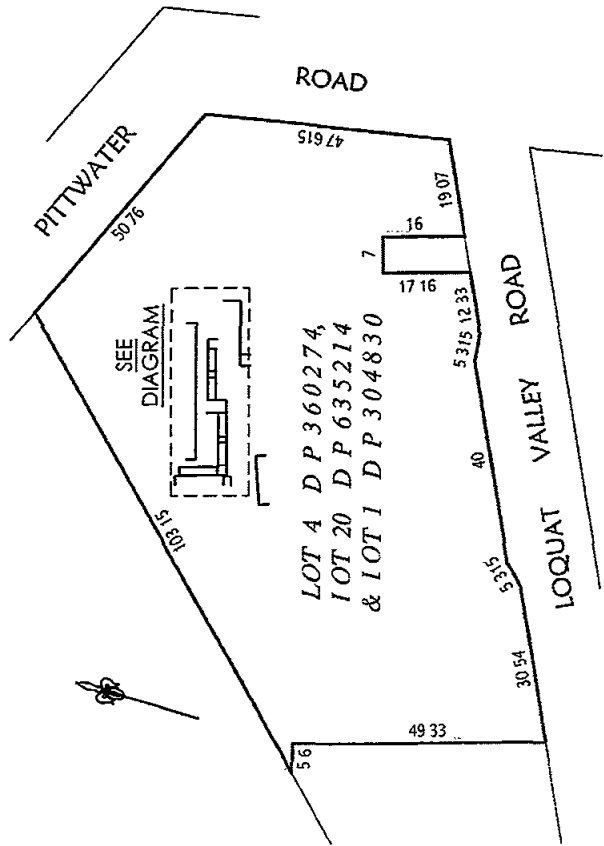 ROAD
PITTWATER
50 76
47 615
19 07
16
7
17 16
12 33
5 315
SEE
DIAGRAM
LOT 4 D P 360274,
LOT 20 D P 635214
& LOT 1 D P 304830
103 15
40
ROAD
VALLEY
LOQUAT
5 315
30 54
49 33
5 6